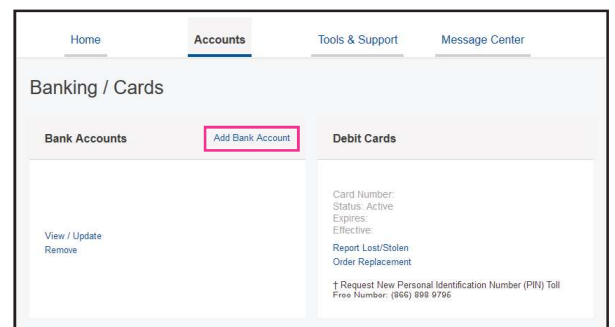 Home Accounts Tools & Support Message Center
Banking / Cards
Bank Accounts Add Bank Account
View / Update
Remove
Debit Cards
Card Number:
Status: Active
Expires:
Effective:
Report Lost/Stolen
Order Replacement
† Request New Personal Identification Number (PIN) Toll
Free Number: (866) 898 9795